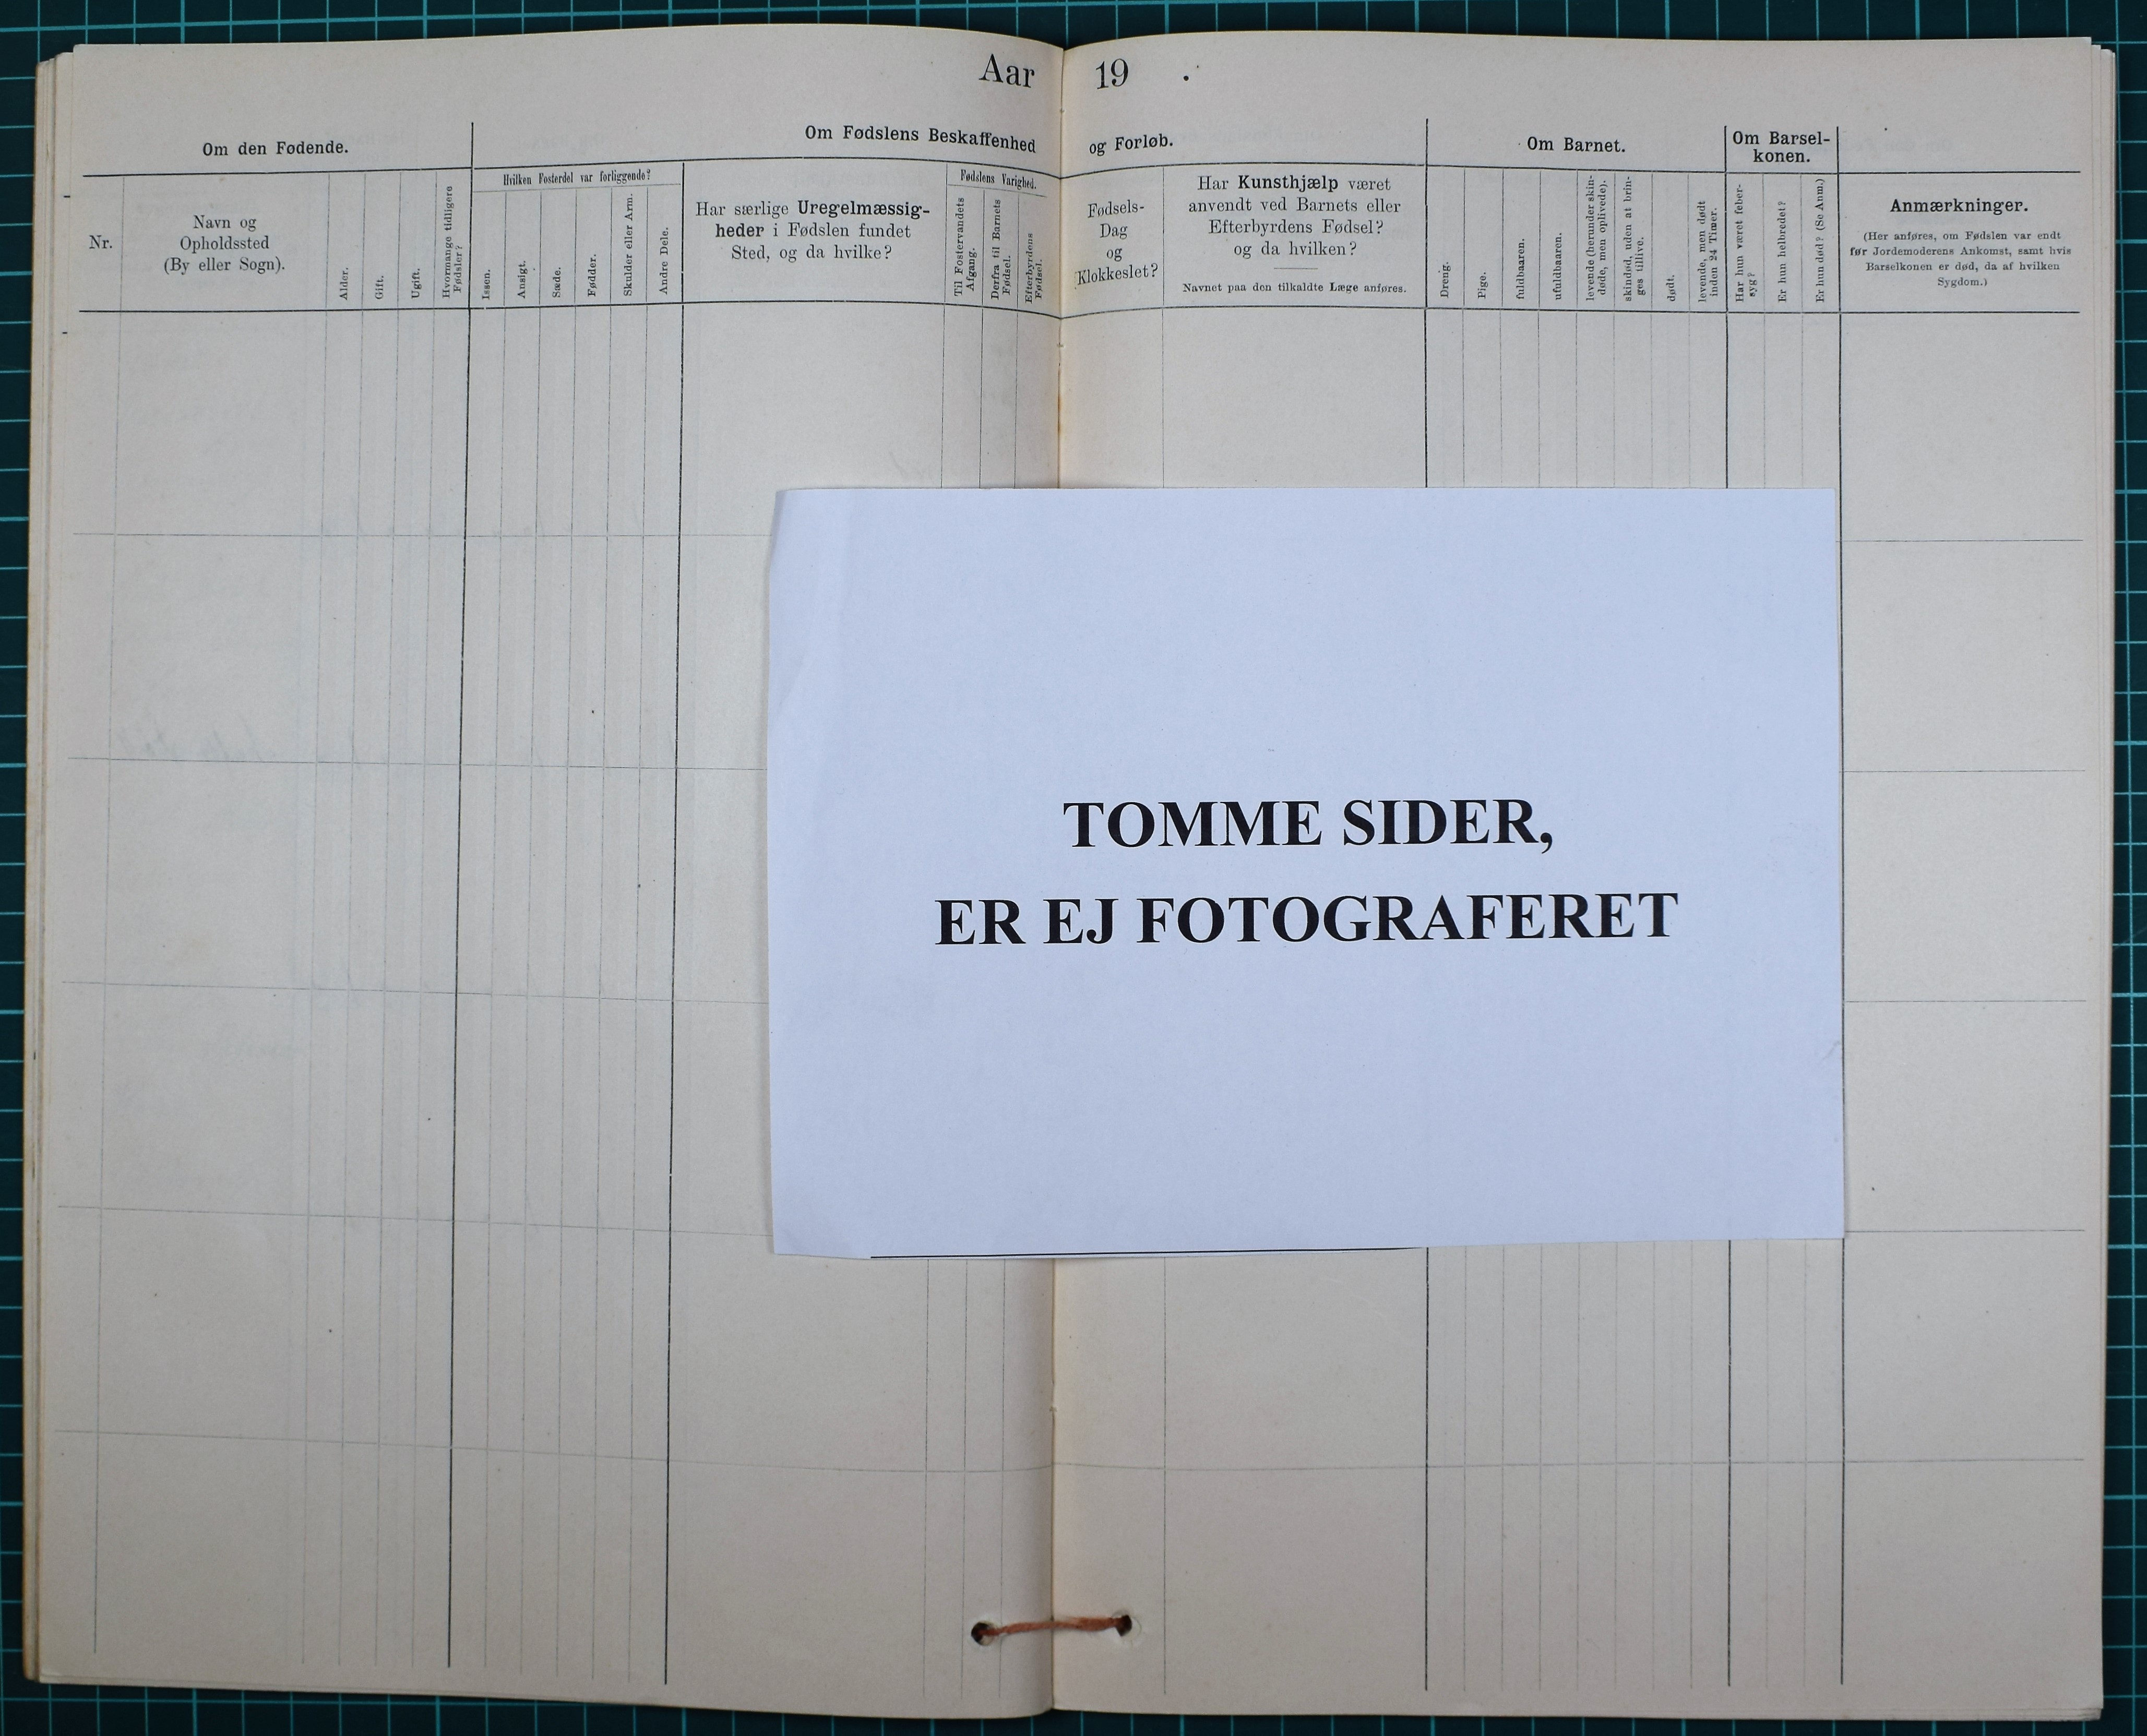 Aar 19 .
Om den Fødende.
Om Fødslens Beskaffenhed og Forløb.
Om Barnet.
Om Barsel-
konen.
Nr.
Navn og
Opholdssted
(By eller Sogn).
Alder.
Gift.
Ugift.
Hvormange tidligere
Fødsler?
Hvilken Fosterdel var forliggende?
Issen.
Ansigt.
Sæde.
Fødder.
Skulder eller Arm.
Andre Dele.
Har særlige Uregelmæssig-
heder i Fødslen fundet
Sted, og da hvilke?
Fødslens Varighed.
Til Fostervandets
Afgang.
Derfra til Barnets
Fødsel.
Efterbyrdens
Fødsel.
Fødsels-
Dag
og
Klokkeslet?
Har Kunsthjælp været
anvendt ved Barnets eller
Efterbyrdens Fødsel?
og da hvilken?
Navnet paa den tilkaldte Læge anføres.
Dreng.
Pige.
fuldbaaren.
ufuldbaaren.
levende (herunder skin-
døde, men oplivede).
skindød, uden at brin-
ges tillive.
dødt.
levende, men dødt
inden 24 Timer.
Har hun været feber-
syg?
Er hun helbredet?
Er hun død? (Se Anm.)
Anmærkninger.
(Her anføres, om Fødslen var endt
før Jordemoderens Ankomst, samt hvis
Barselkonen er død, da af hvilken
Sygdom.)
TOMME SIDER,
ER EJ FOTOGRAFERET